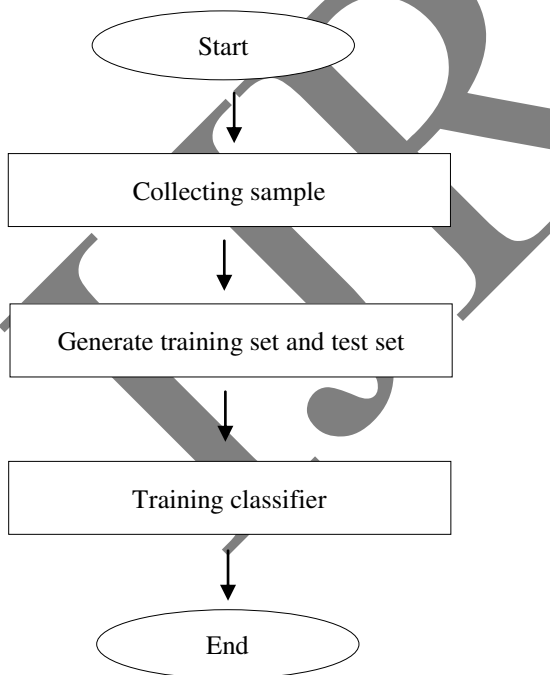 Start
Collecting sample
Generate training set and test set
Training classifier
End